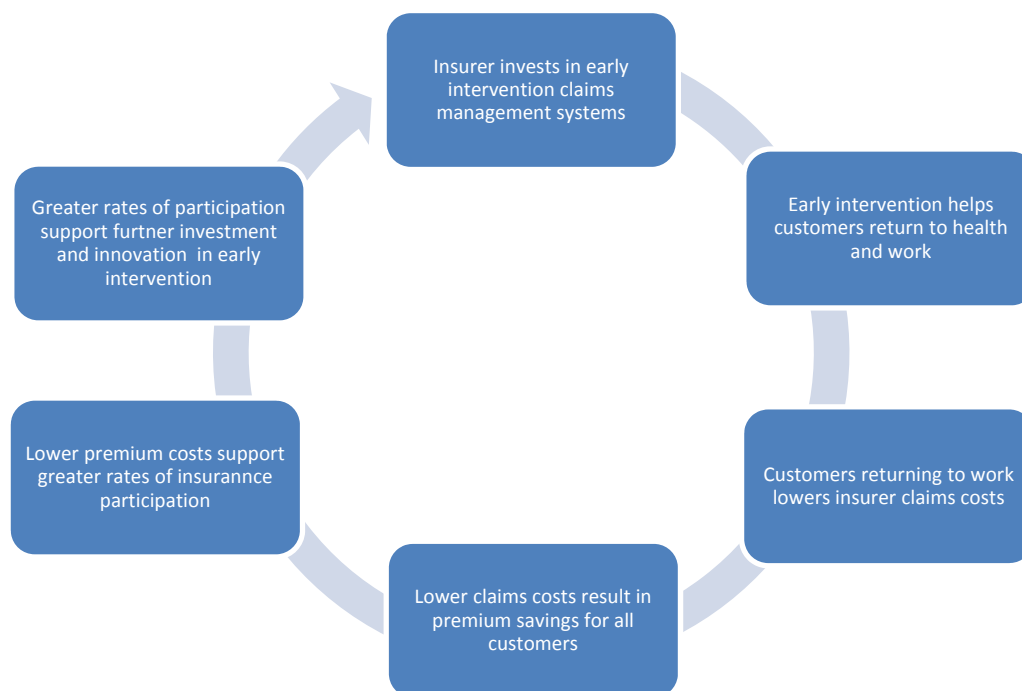 Insurer invests in early
intervention claims
management systems
Early intervention helps
customers return to health
and work
Customers returning to work
lowers insurer claims costs
Lower claims costs result in
premium savings for all
customers
Lower premium costs support
greater rates of insurannce
participation
Greater rates of participation
support furtner investment
and innovation in early
intervention